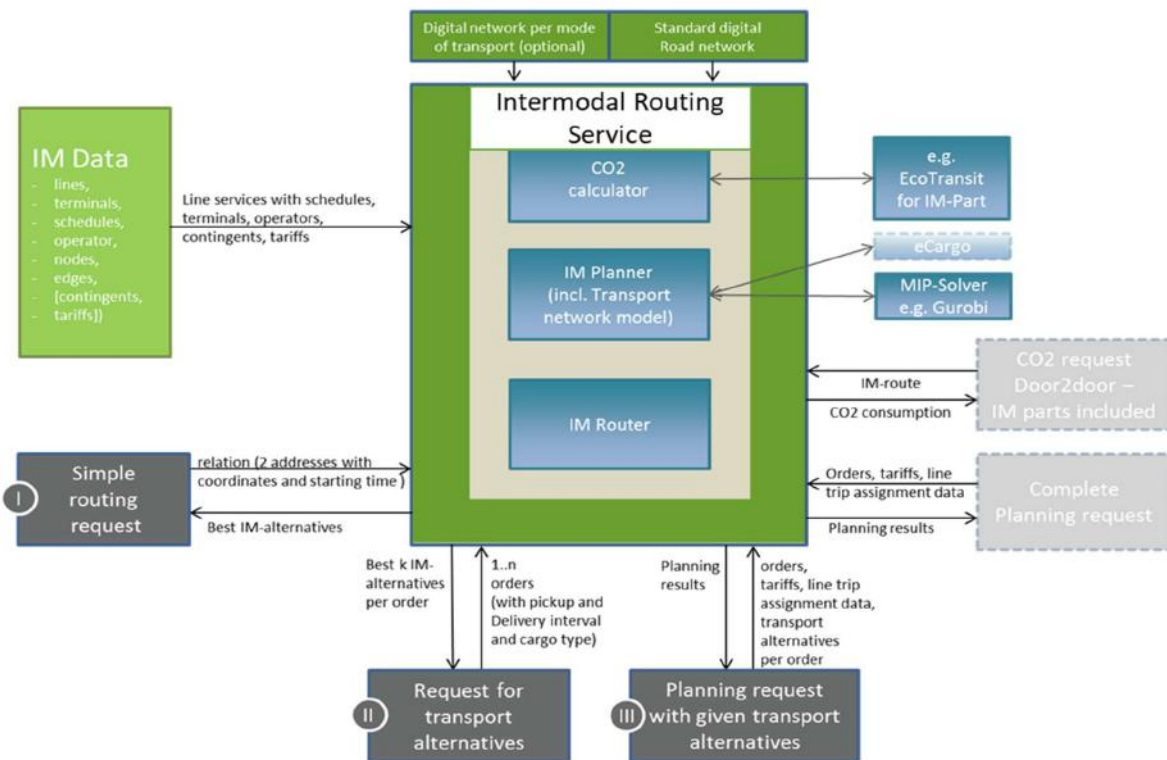 Digital network per mode
of transport (optional)
Standard digital
Road network
Intermodal Routing
Service
IM Data
- lines,
- terminals,
- schedules,
- operator,
- nodes,
- edges,
- [contingents,
- tariffs])
Line services with schedules,
terminals, operators,
contingents, tariffs
CO2
calculator
e.g.
EcoTransit
for IM-Part
eCargo
IM Planner
(incl. Transport
network model)
MIP-Solver
e.g. Gurobi
IM Router
IM-route
CO2 consumption
CO2 request
Door2door –
IM parts included
I
Simple
routing
request
relation (2 addresses with
coordinates and starting time )
Best IM-alternatives
Orders, tariffs, line
trip assignment data
Planning results
Complete
Planning request
Best k IM-
alternatives
per order
1..n
orders
(with pickup and
Delivery interval
and cargo type)
Planning
results
orders,
tariffs, line trip
assignment data,
transport
alternatives
per order
II
Request for
transport
alternatives
III
Planning request
with given transport
alternatives